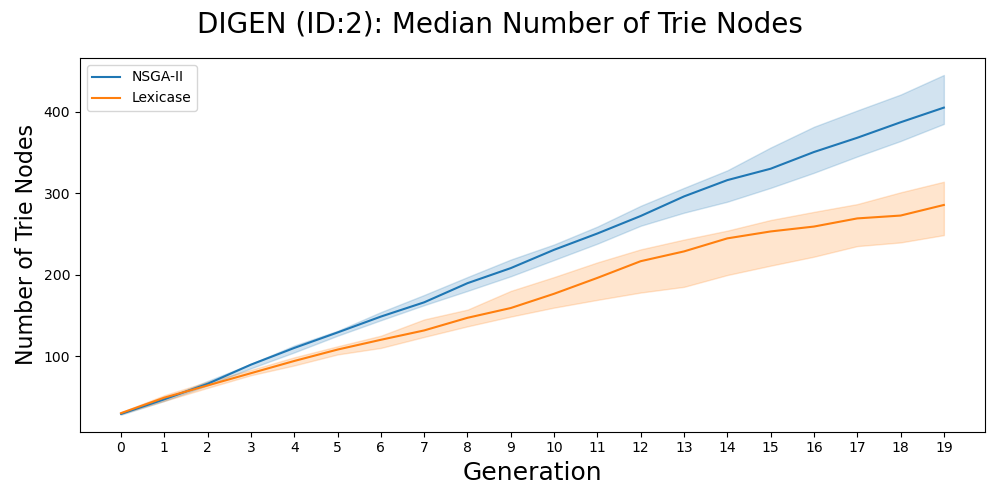 DIGEN (ID:2): Median Number of Trie Nodes
NSGA-II
Lexicase
Number of Trie Nodes
400
300
200
100
0 1 2 3 4 5 6 7 8 9 10 11 12 13 14 15 16 17 18 19
Generation